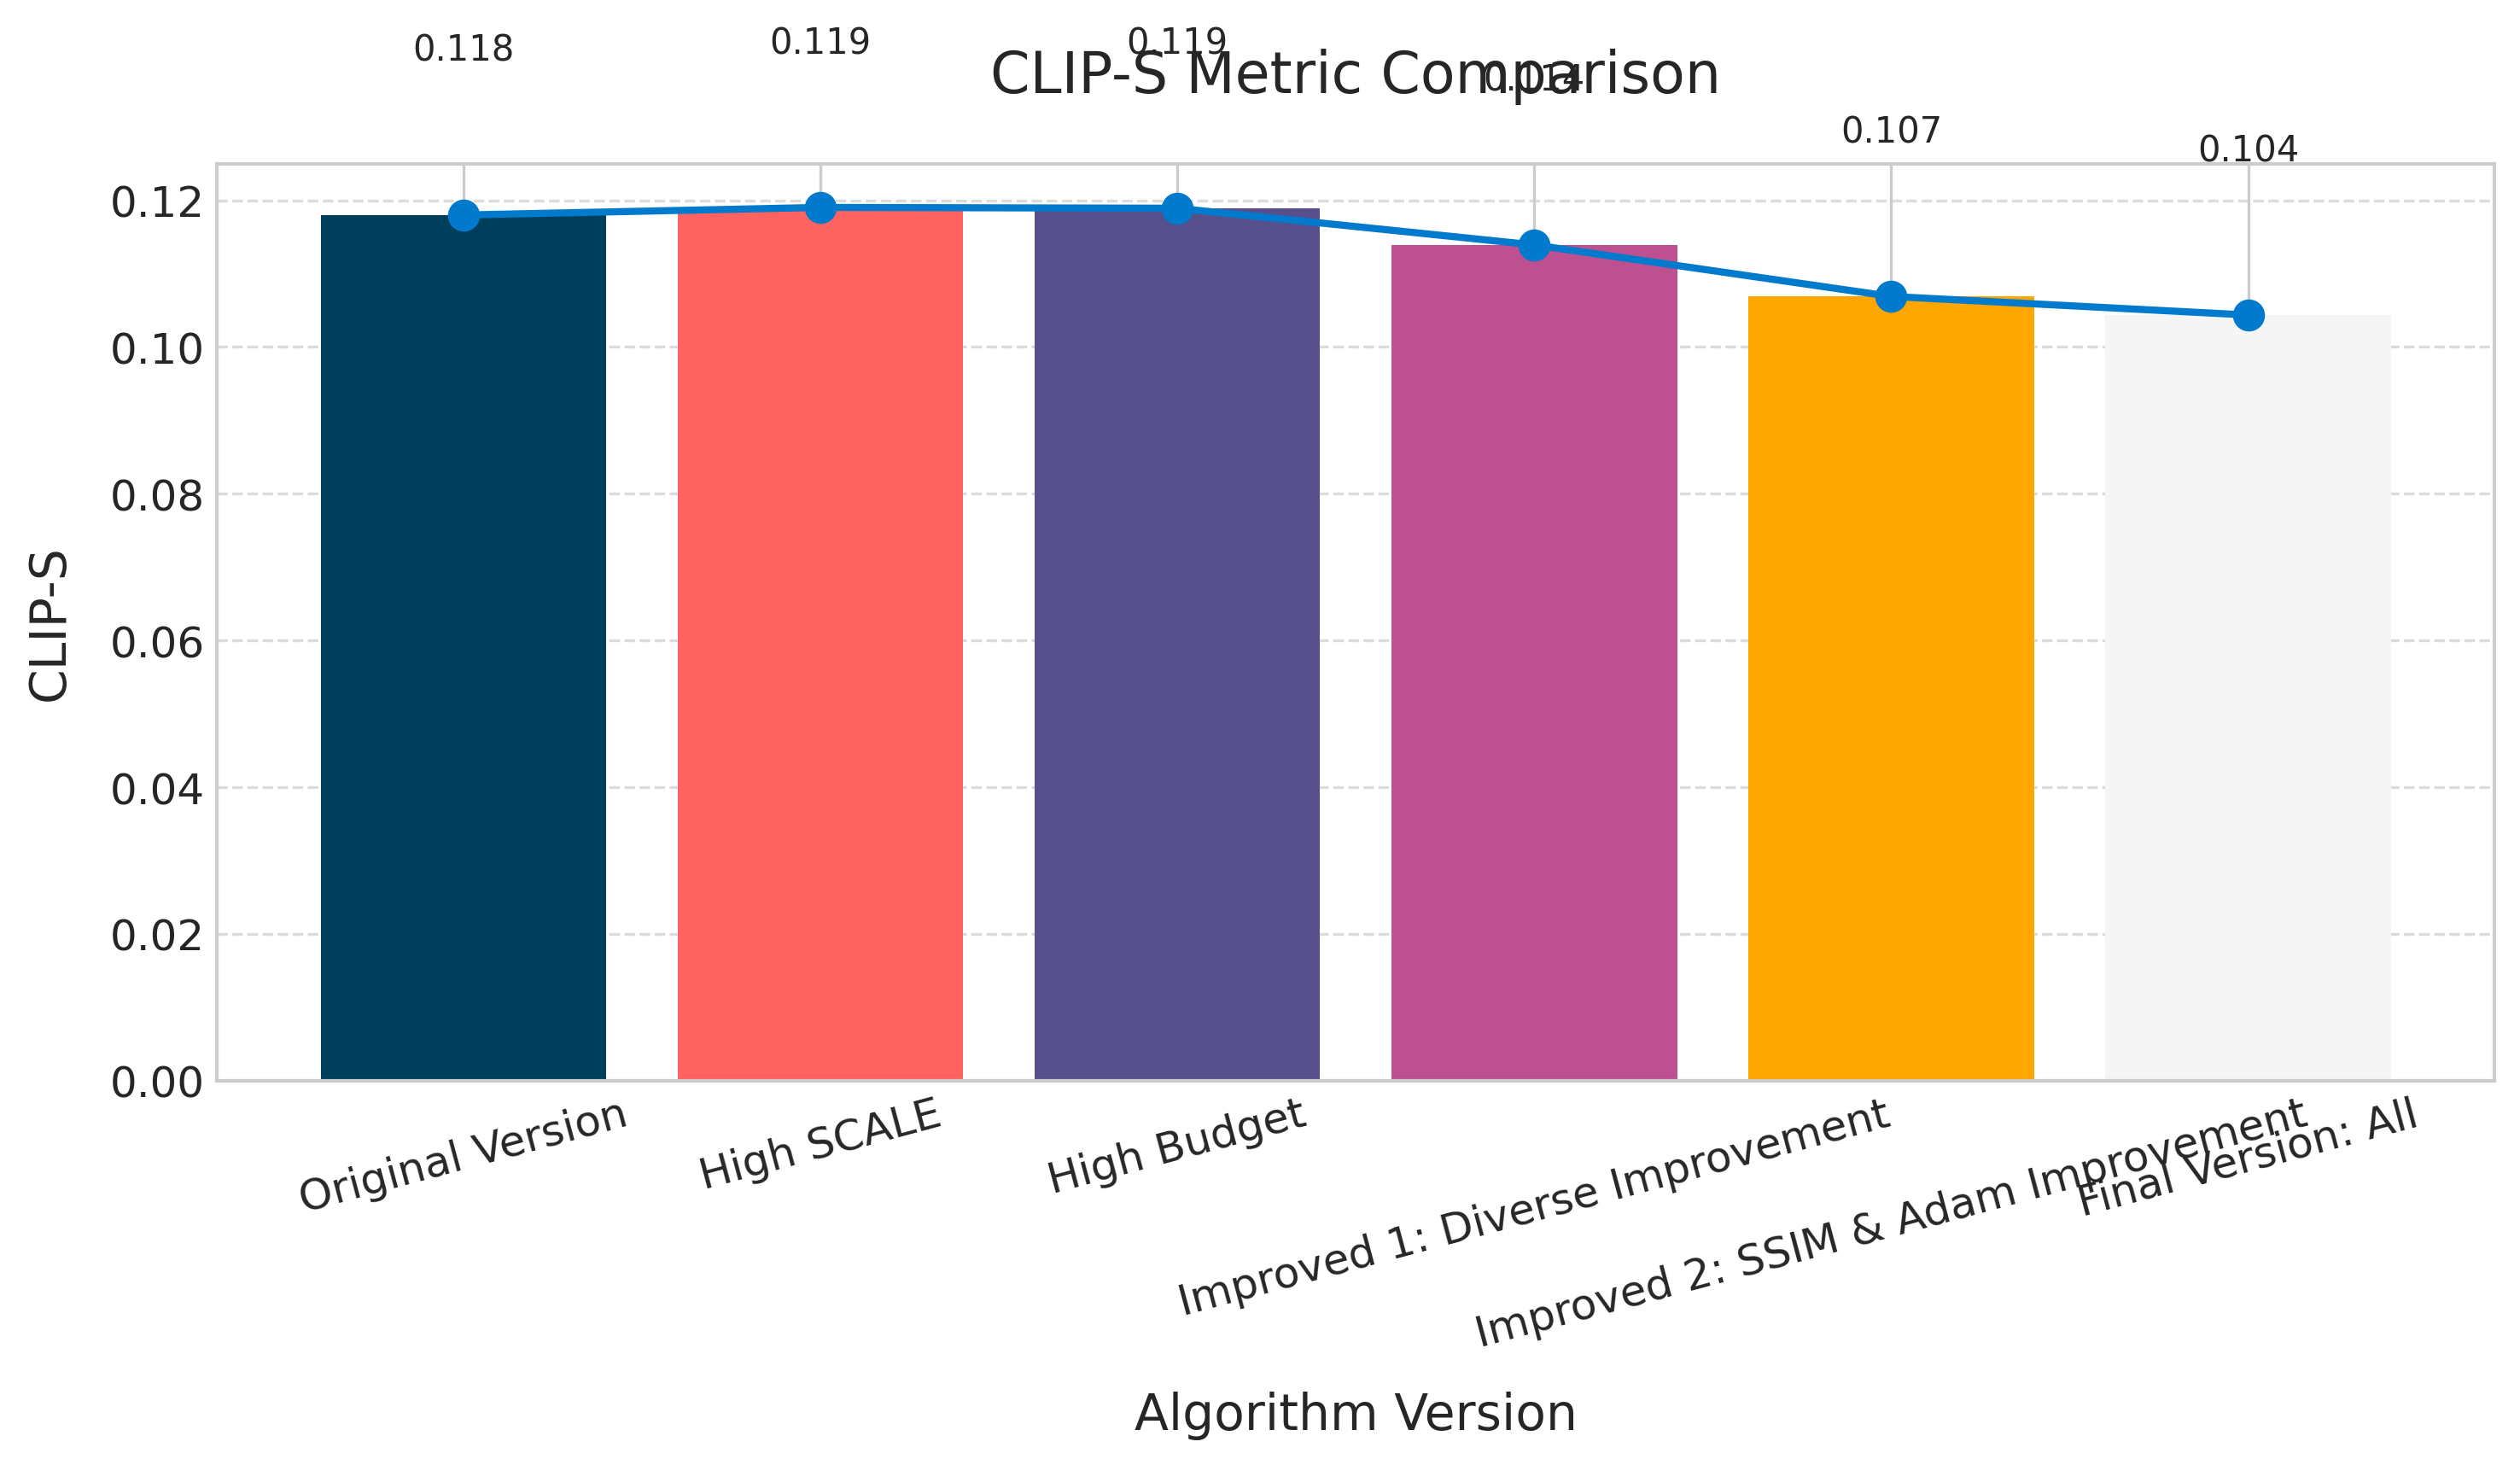 0.118
0.119
0.119
CLIP-S Metric Comparison
0.114
0.107
0.104
CLIP-S
0.12
0.10
0.08
0.06
0.04
0.02
0.00
Original Version
High SCALE
High Budget
Improved 1: Diverse Improvement
Improved 2: SSIM & Adam Improvement
Final Version: All
Algorithm Version